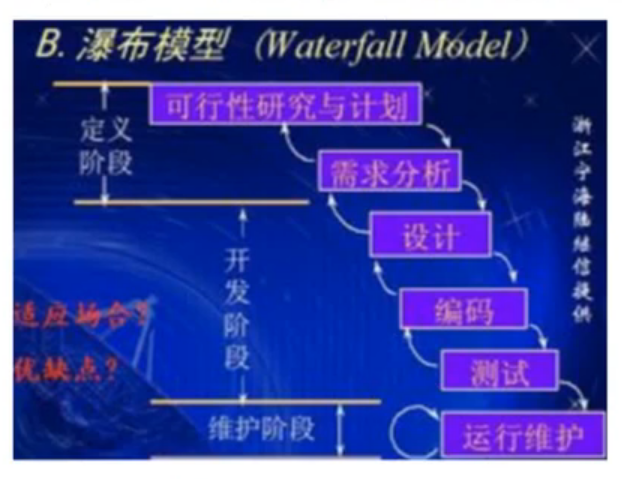 B. 瀑布模型 (Waterfall Model)
可行性研究与计划
定义
阶段
需求分析
设计
开发阶段
编码
适应场合?
优缺点?
测试
维护阶段
运行维护
浙江宁海陆继信提供